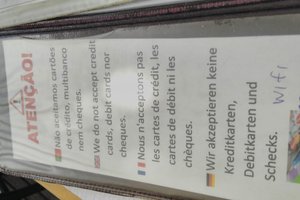 ATENÇÃO!
Não aceitamos cartões
de crédito, multibanco
nem cheques.
We do not accept credit
cards, debit cards nor
cheques.
Nous n'acceptons pas
les cartes de crédit, les
cartes de débit ni les
chèques.
Wir akzeptieren keine
Kreditkarten,
Debitkarten und
Schecks.
wifi